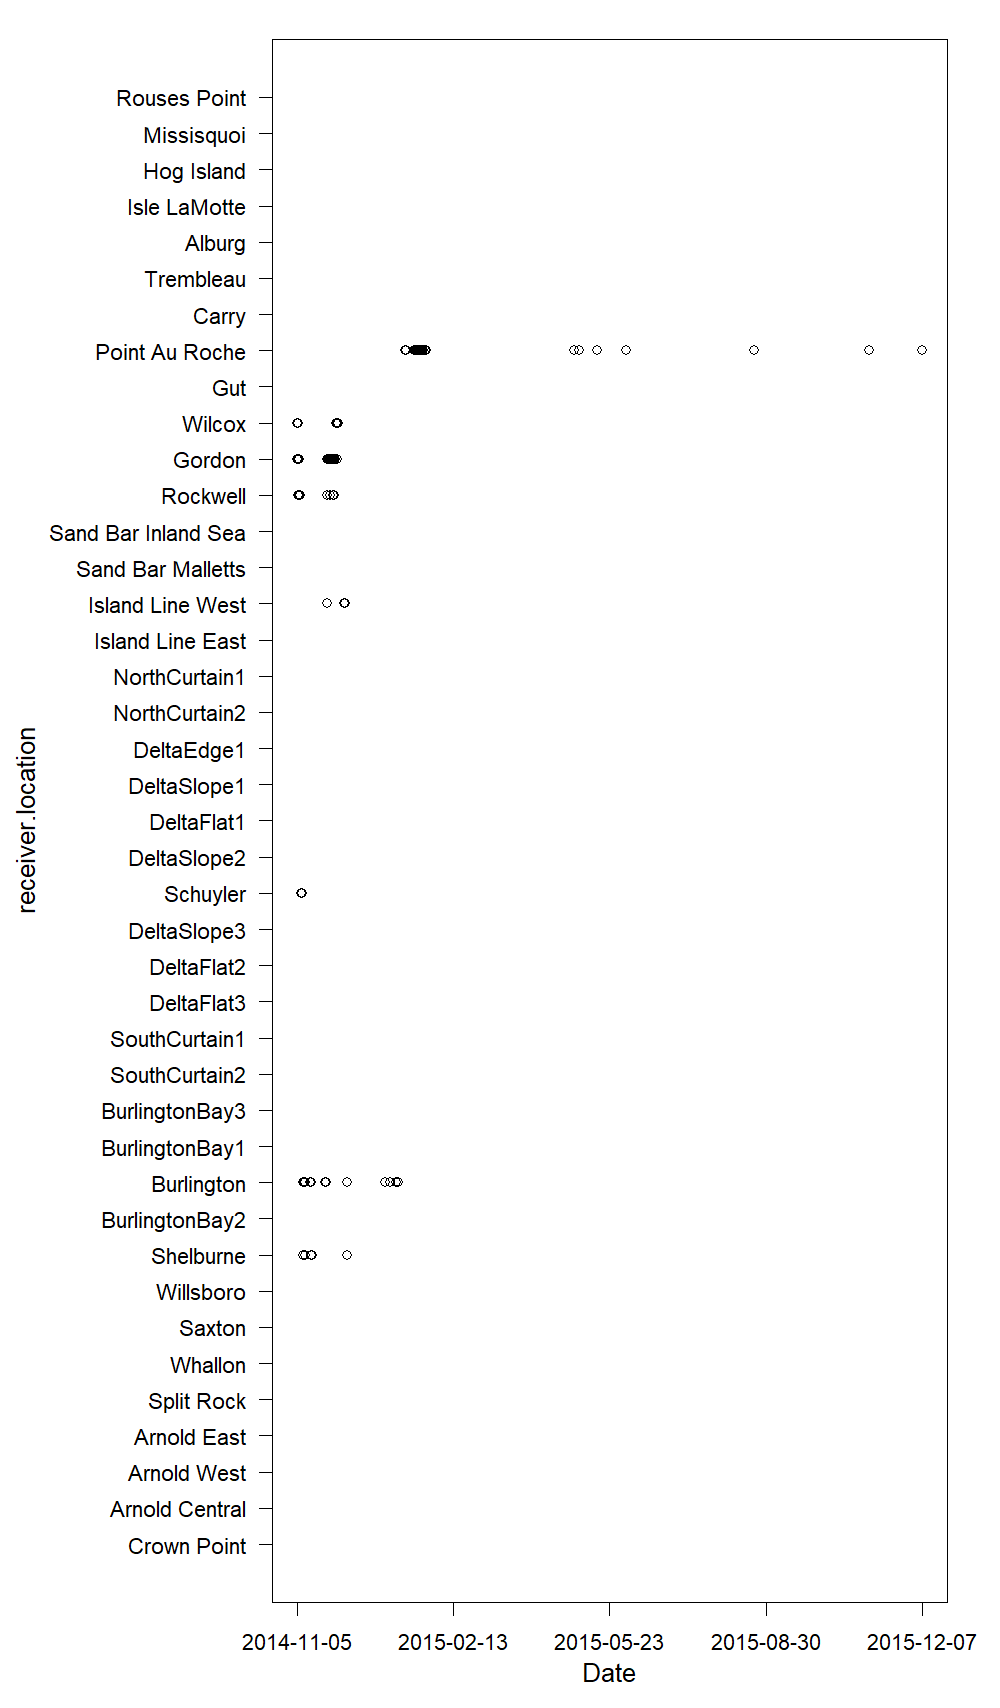 Rouses Point
Missisquoi
Hog Island
Isle LaMotte
Alburg
Trembleau
Carry
Point Au Roche
Gut
Wilcox
Gordon
Rockwell
Sand Bar Inland Sea
Sand Bar Malletts
Island Line West
Island Line East
NorthCurtain1
NorthCurtain2
DeltaEdge1
DeltaSlope1
DeltaFlat1
DeltaSlope2
Schuyler
DeltaSlope3
DeltaFlat2
DeltaFlat3
SouthCurtain1
SouthCurtain2
BurlingtonBay3
BurlingtonBay1
Burlington
BurlingtonBay2
Shelburne
Willsboro
Saxton
Whallon
Split Rock
Arnold East
Arnold West
Arnold Central
Crown Point
receiver.location
2014-11-05 2015-02-13 2015-05-23 2015-08-30 2015-12-07
Date